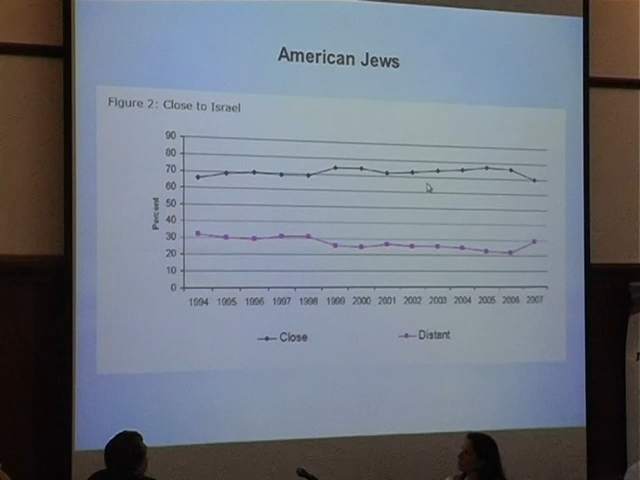 American Jews
Figure 2: Close to Israel
Percent
90
80
70
60
50
40
30
20
10
0
1994 1995 1996 1997 1998 1999 2000 2001 2002 2003 2004 2005 2006 2007
Close Distant